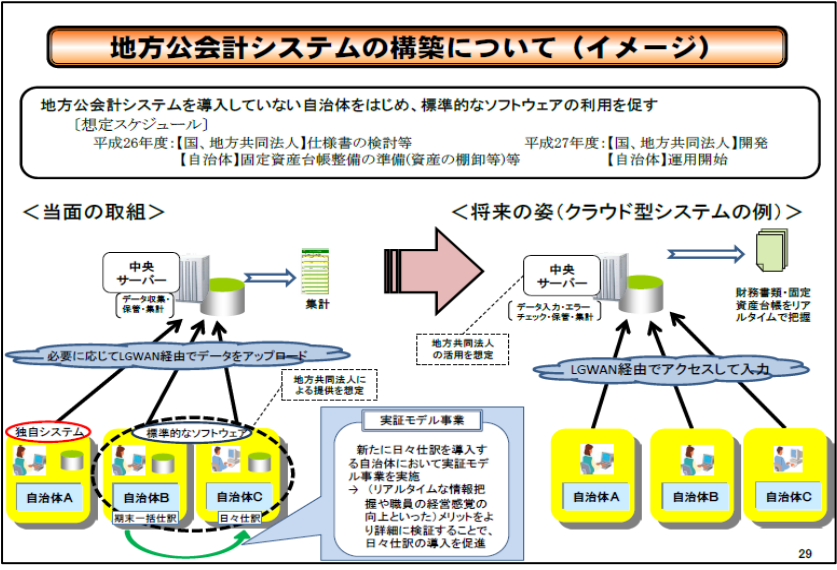 地方公会計システムの構築について（イメージ）
地方公会計システムを導入していない自治体をはじめ、標準的なソフトウェアの利用を促す
〔想定スケジュール〕
平成26年度：【国、地方共同法人】仕様書の検討等　平成27年度：【国、地方共同法人】開発
【自治体】固定資産台帳整備の準備(資産の棚卸等)等　【自治体】運用開始
＜当面の取組＞
中央
サーバー
データ収集・
保管・集計
集計
必要に応じてLGWAN経由でデータをアップロード
地方共同法人に
よる提供を想定
独自システム
標準的なソフトウェア
自治体A
自治体B
自治体C
期末一括仕訳
日々仕訳
実証モデル事業
新たに日々仕訳を導入す
る自治体において実証モデ
ル事業を実施
→ （リアルタイムな情報把
握や職員の経営感覚の
向上といった）メリットをよ
り詳細に検証することで、
日々仕訳の導入を促進
＜将来の姿（クラウド型システムの例）＞
中央
サーバー
データ入力・エラー
チェック・保管・集計
地方共同法人
の活用を想定
財務書類・固定
資産台帳をリア
ルタイムで把握
LGWAN経由でアクセスして入力
自治体A
自治体B
自治体C
29